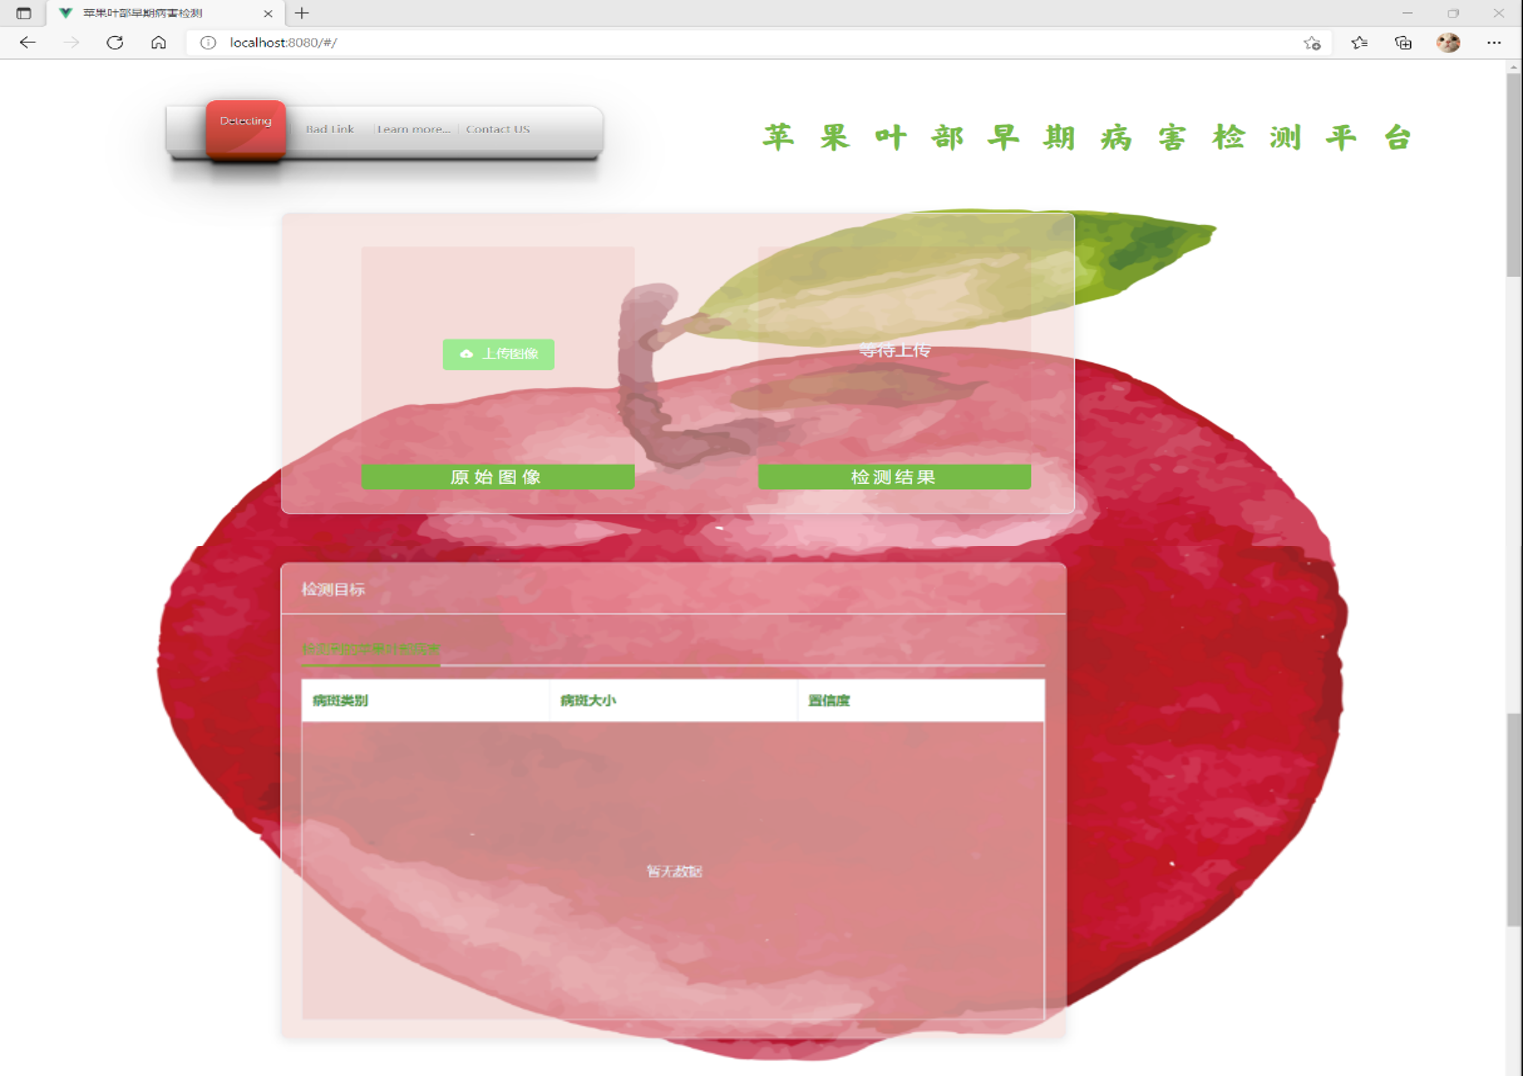 苹果叶部早期病害检测
localhost:8080/#/
Detecting
Bad Link
Learn more...
Contact US
苹果叶部早期病害检测平台
上传图像
等待上传
原始图像
检测结果
检测目标
病斑类别
病斑大小
置信度
暂无数据